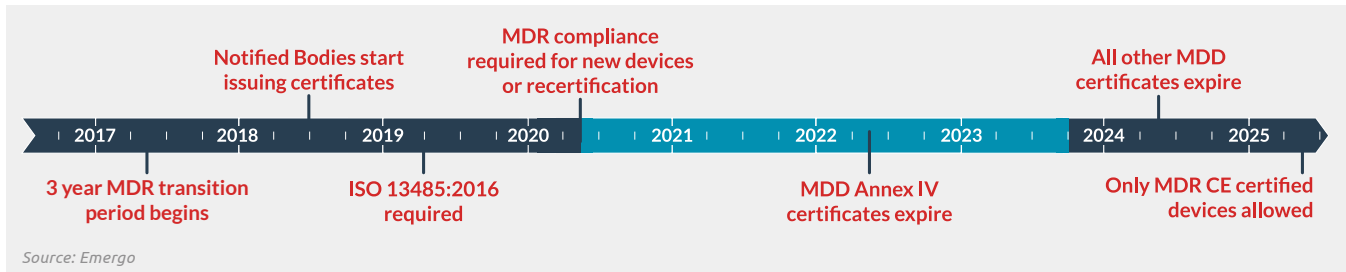 MDR compliance
required for new devices
or recertification
Notified Bodies start
issuing certificates
All other MDD
certificates expire
2017 2018 2019 2020 2021 2022 2023 2024 2025
3 year MDR transition
period begins
ISO 13485:2016
required
MDD Annex IV
certificates expire
Only MDR CE certified
devices allowed
Source: Emergo